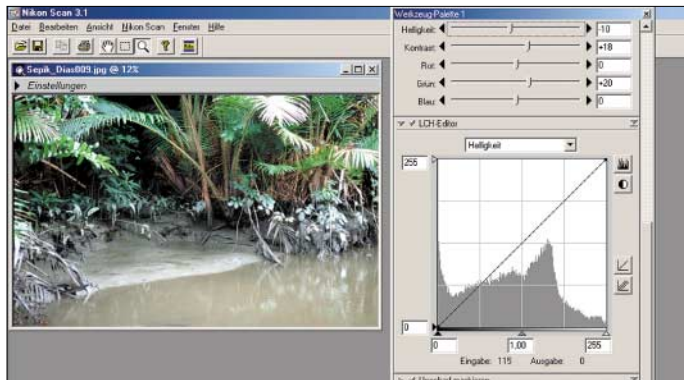 Nikon Scan 3.1
Datei Bearbeiten Ansicht Nikon Scan Fenster Hilfe
Sepik_Dias009.jpg @ 12%
Einstellungen
Werkzeug-Palette 1
Helligkeit: -10
Kontrast: +18
Rot: 0
Grün: +20
Blau: 0
LCH-Editor
Helligkeit
255
0
0 1,00 255
Eingabe: 115 Ausgabe: 0